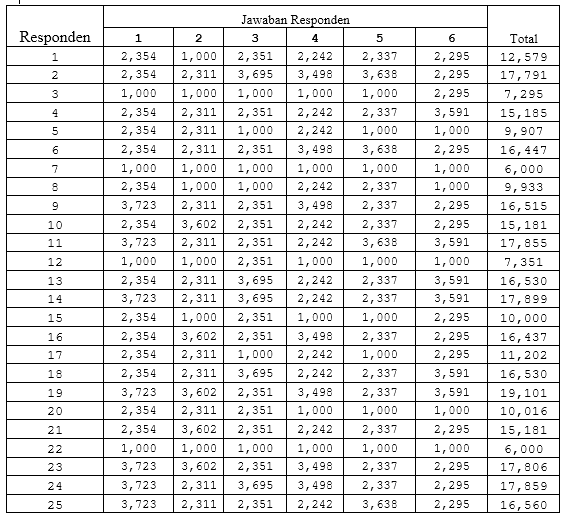 Jawaban Responden
Responden 1 2 3 4 5 6 Total
1 2,354 1,000 2,351 2,242 2,337 2,295 12,579
2 2,354 2,311 3,695 3,498 3,638 2,295 17,791
3 1,000 1,000 1,000 1,000 1,000 2,295 7,295
4 2,354 2,311 2,351 2,242 2,337 3,591 15,185
5 2,354 2,311 1,000 2,242 1,000 1,000 9,907
6 2,354 2,311 2,351 3,498 3,638 2,295 16,447
7 1,000 1,000 1,000 1,000 1,000 1,000 6,000
8 2,354 1,000 1,000 2,242 2,337 1,000 9,933
9 3,723 2,311 2,351 3,498 2,337 2,295 16,515
10 2,354 3,602 2,351 2,242 2,337 2,295 15,181
11 3,723 2,311 2,351 2,242 3,638 3,591 17,855
12 1,000 1,000 2,351 1,000 1,000 1,000 7,351
13 2,354 2,311 3,695 2,242 2,337 3,591 16,530
14 3,723 2,311 3,695 2,242 2,337 3,591 17,899
15 2,354 1,000 2,351 1,000 1,000 2,295 10,000
16 2,354 3,602 2,351 3,498 2,337 2,295 16,437
17 2,354 2,311 1,000 2,242 1,000 2,295 11,202
18 2,354 2,311 3,695 2,242 2,337 3,591 16,530
19 3,723 3,602 2,351 3,498 2,337 3,591 19,101
20 2,354 2,311 2,351 1,000 1,000 1,000 10,016
21 2,354 3,602 2,351 2,242 2,337 2,295 15,181
22 1,000 1,000 1,000 1,000 1,000 1,000 6,000
23 3,723 3,602 2,351 3,498 2,337 2,295 17,806
24 3,723 2,311 3,695 3,498 2,337 2,295 17,859
25 3,723 2,311 2,351 2,242 3,638 2,295 16,560